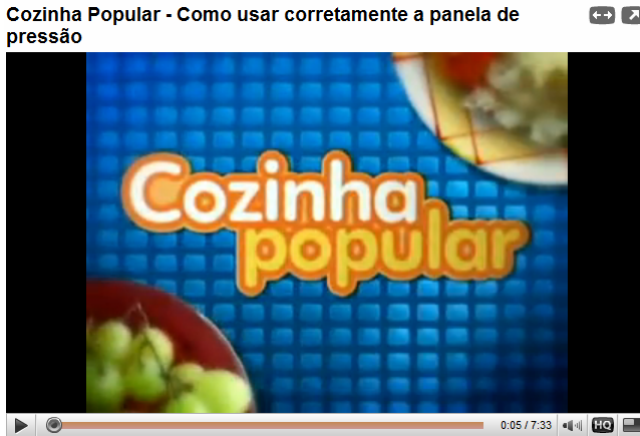 Cozinha Popular - Como usar corretamente a panela de
pressão
Cozinha
popular
0:05 / 7:33
HQ